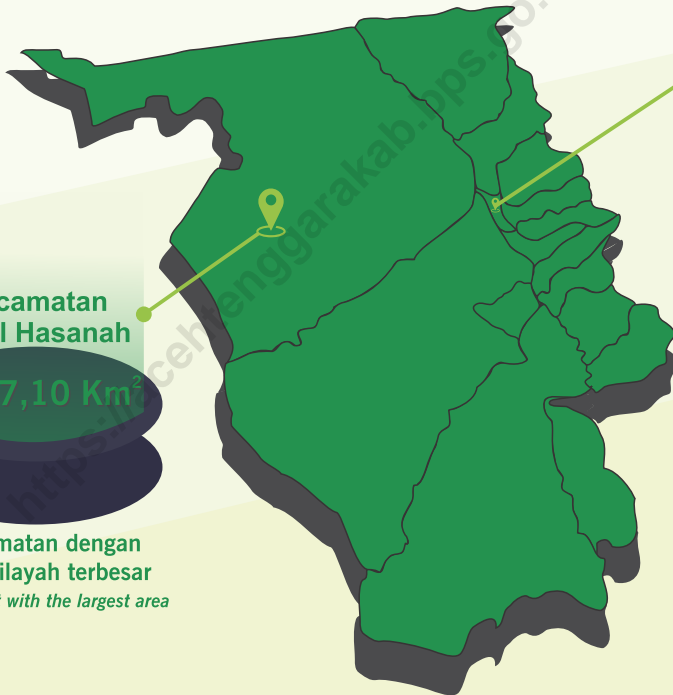 camatan
l Hasanah
7,10 Km²
matan dengan
ilayah terbesar
with the largest area
https://acehtenggarakab.bps.go.